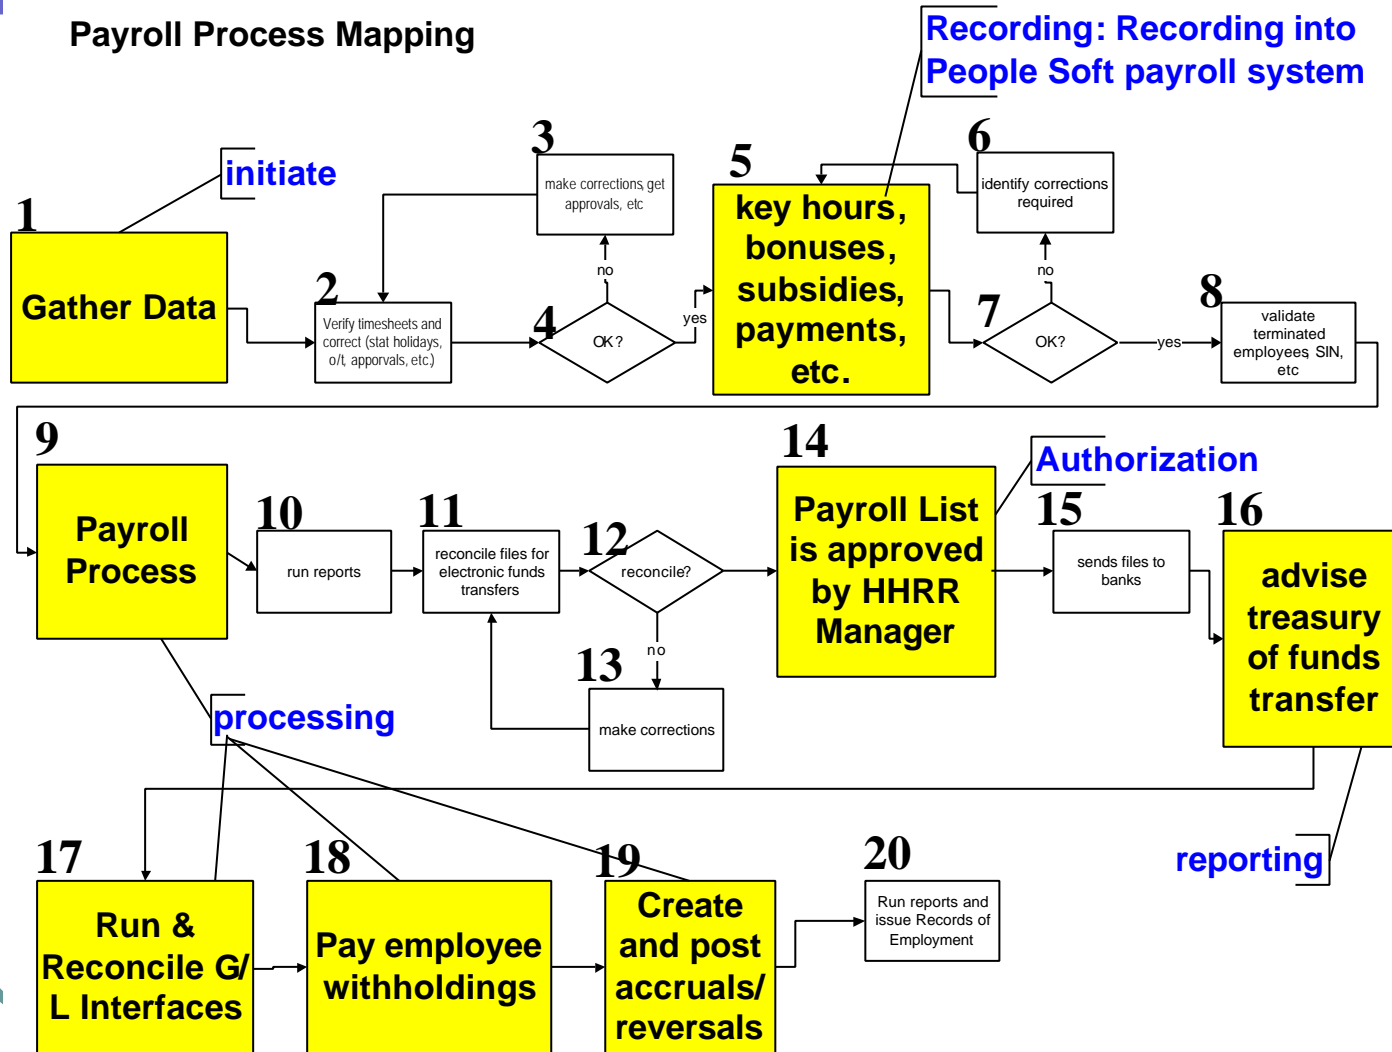 Payroll Process Mapping
Recording: Recording into
People Soft payroll system
initiate
1
Gather Data
2
Verify timesheets and
correct (stat holidays,
o/t, apporvals, etc.)
3
make corrections, get
approvals, etc
no
4
OK?
yes
5
key hours,
bonuses,
subsidies,
payments,
etc.
6
identify corrections
required
no
7
OK?
yes
8
validate
terminated
employees, SIN,
etc
9
Payroll
Process
10
run reports
11
reconcile files for
electronic funds
transfers
12
reconcile?
no
13
make corrections
14
Payroll List
is approved
by HHRR
Manager
Authorization
15
sends files to
banks
16
advise
treasury
of funds
transfer
processing
reporting
17
Run &
Reconcile G/
L Interfaces
18
Pay employee
withholdings
19
Create
and post
accruals/
reversals
20
Run reports and
issue Records of
Employment